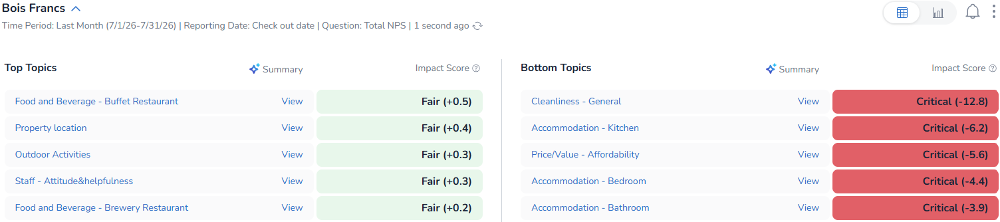 Bois Francs
Time Period: Last Month (7/1/26-7/31/26) | Reporting Date: Check out date | Question: Total NPS | 1 second ago
Top Topics Summary Impact Score
Food and Beverage - Buffet Restaurant View Fair (+0.5)
Property location View Fair (+0.4)
Outdoor Activities View Fair (+0.3)
Staff - Attitude&helpfulness View Fair (+0.3)
Food and Beverage - Brewery Restaurant View Fair (+0.2)
Bottom Topics Summary Impact Score
Cleanliness - General View Critical (-12.8)
Accommodation - Kitchen View Critical (-6.2)
Price/Value - Affordability View Critical (-5.6)
Accommodation - Bedroom View Critical (-4.4)
Accommodation - Bathroom View Critical (-3.9)